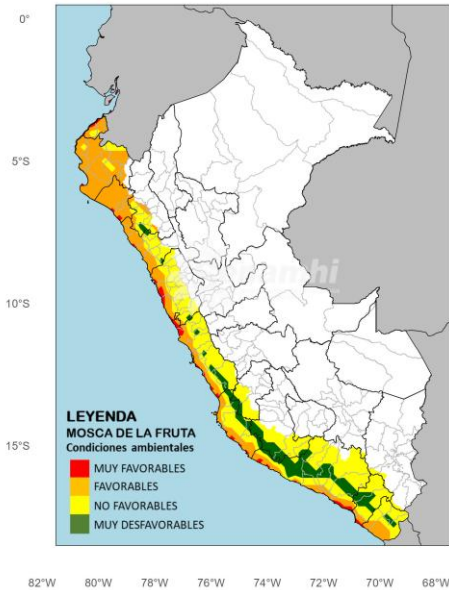 0°
5°S
10°S
15°S
senamhi
LEYENDA
MOSCA DE LA FRUTA
Condiciones ambientales
MUY FAVORABLES
FAVORABLES
NO FAVORABLES
MUY DESFAVORABLES
82°W 80°W 78°W 76°W 74°W 72°W 70°W 68°W